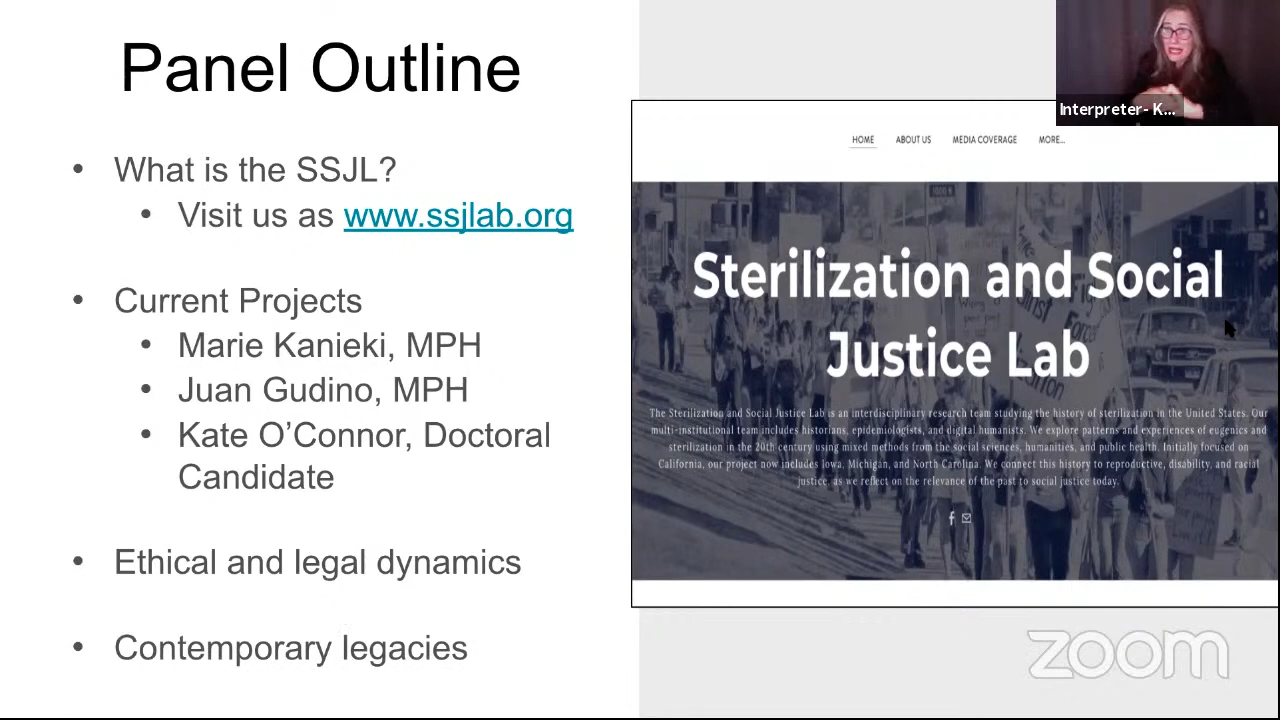 Panel Outline
• What is the SSJL?
• Visit us as www.ssjlab.org
• Current Projects
• Marie Kanieki, MPH
• Juan Gudino, MPH
• Kate O'Connor, Doctoral
Candidate
• Ethical and legal dynamics
• Contemporary legacies
Interpreter- K...
HOME ABOUT US MEDIA COVERAGE MORE...
Sterilization and Social
Justice Lab
The Sterilization and Social Justice Lab is an interdisciplinary research team studying the history of sterilization in the United States. Our
multi-institutional team includes historians, epidemiologists, and digital humanists. We explore patterns and experiences of eugenics and
sterilization in the 20th century using mixed methods from the social sciences, humanities, and public health. Initially focused on
California, our project now includes Iowa, Michigan, and North Carolina. We connect this history to reproductive, disability, and racial
justice, as we reflect on the relevance of the past to social justice today.
zoom